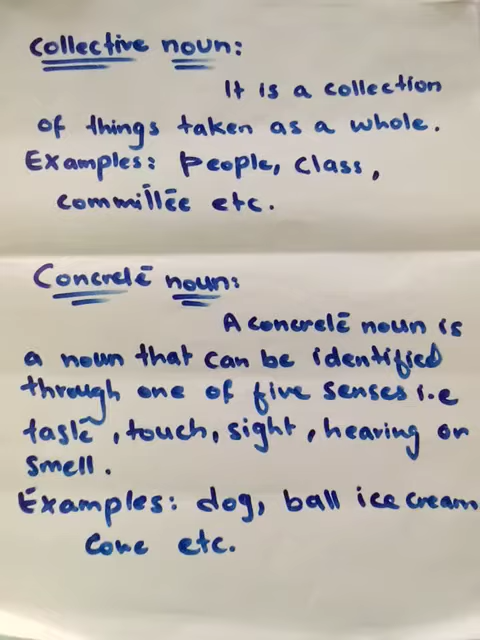 Collective noun:
It is a collection
of things taken as a whole.
Examples: People, Class,
Committee etc.
Concrete noun:
A concrete noun is
a noun that can be identified
through one of five senses i.e
taste, touch, sight, hearing or
smell.
Examples: dog, ball ice cream
Cone etc.